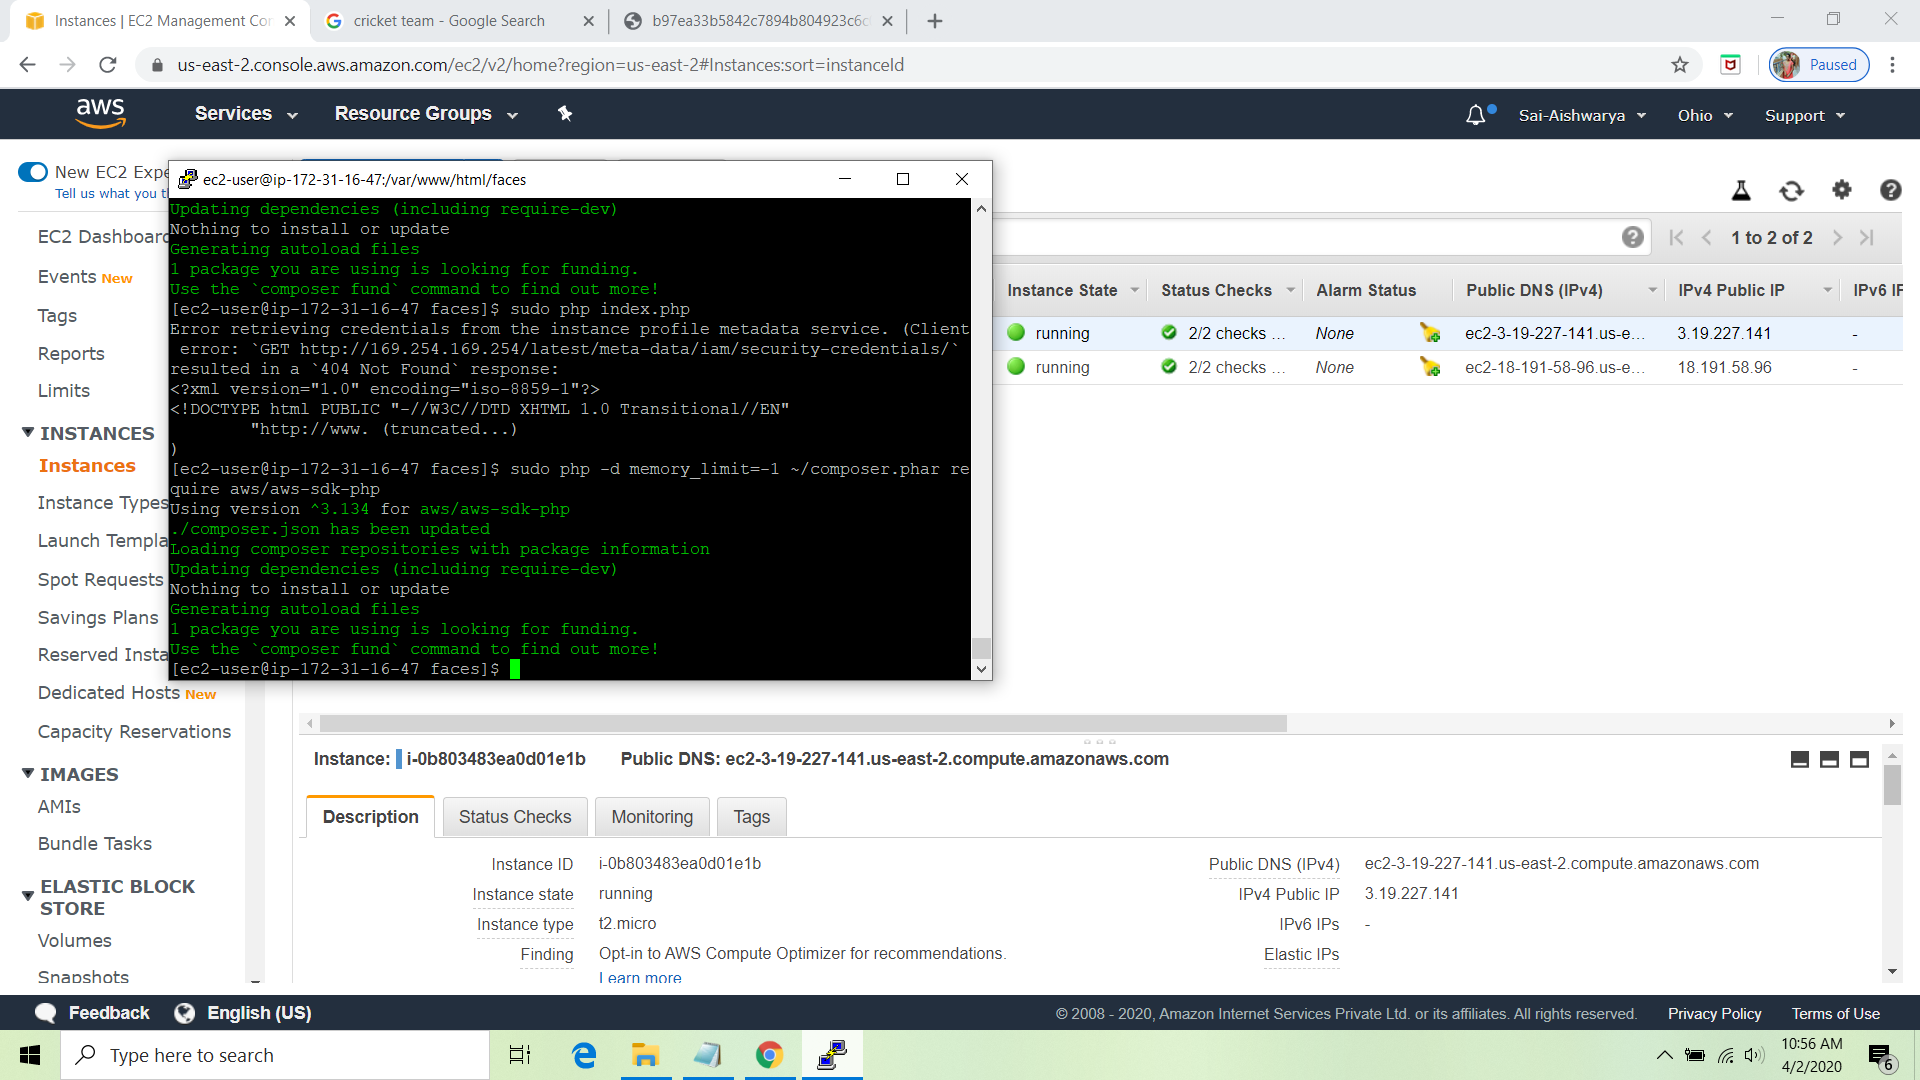 Instances | EC2 Management Con
cricket team - Google Search
b97ea33b5842c7894b804923c6c
us-east-2.console.aws.amazon.com/ec2/v2/home?region=us-east-2#Instances:sort=instanceId
Paused
aws
Services
Resource Groups
Sai-Aishwarya
Ohio
Support
New EC2 Expe
Tell us what you t
EC2 Dashboard
Events New
Tags
Reports
Limits
INSTANCES
Instances
Instance Types
Launch Templa
Spot Requests
Savings Plans
Reserved Insta
Dedicated Hosts New
Capacity Reservations
IMAGES
AMIs
Bundle Tasks
ELASTIC BLOCK
STORE
Volumes
Snapshots
ec2-user@ip-172-31-16-47:/var/www/html/faces
Updating dependencies (including require-dev)
Nothing to install or update
Generating autoload files
1 package you are using is looking for funding.
Use the `composer fund` command to find out more!
[ec2-user@ip-172-31-16-47 faces]$ sudo php index.php
Error retrieving credentials from the instance profile metadata service. (Client
error: `GET http://169.254.169.254/latest/meta-data/iam/security-credentials/`
resulted in a `404 Not Found` response:
<?xml version="1.0" encoding="iso-8859-1"?>
<!DOCTYPE html PUBLIC "-//W3C//DTD XHTML 1.0 Transitional//EN"
"http://www. (truncated...)
)
[ec2-user@ip-172-31-16-47 faces]$ sudo php -d memory_limit=-1 ~/composer.phar re
quire aws/aws-sdk-php
Using version ^3.134 for aws/aws-sdk-php
./composer.json has been updated
Loading composer repositories with package information
Updating dependencies (including require-dev)
Nothing to install or update
Generating autoload files
1 package you are using is looking for funding.
Use the `composer fund` command to find out more!
[ec2-user@ip-172-31-16-47 faces]$
1 to 2 of 2
Instance State Status Checks Alarm Status Public DNS (IPv4) IPv4 Public IP IPv6 IP
running 2/2 checks ... None ec2-3-19-227-141.us-e... 3.19.227.141 -
running 2/2 checks ... None ec2-18-191-58-96.us-e... 18.191.58.96 -
Instance: i-0b803483ea0d01e1b Public DNS: ec2-3-19-227-141.us-east-2.compute.amazonaws.com
Description Status Checks Monitoring Tags
Instance ID i-0b803483ea0d01e1b
Instance state running
Instance type t2.micro
Finding Opt-in to AWS Compute Optimizer for recommendations.
Learn more
Public DNS (IPv4) ec2-3-19-227-141.us-east-2.compute.amazonaws.com
IPv4 Public IP 3.19.227.141
IPv6 IPs -
Elastic IPs
Feedback
English (US)
© 2008 - 2020, Amazon Internet Services Private Ltd. or its affiliates. All rights reserved.
Privacy Policy
Terms of Use
Type here to search
10:56 AM
4/2/2020
6